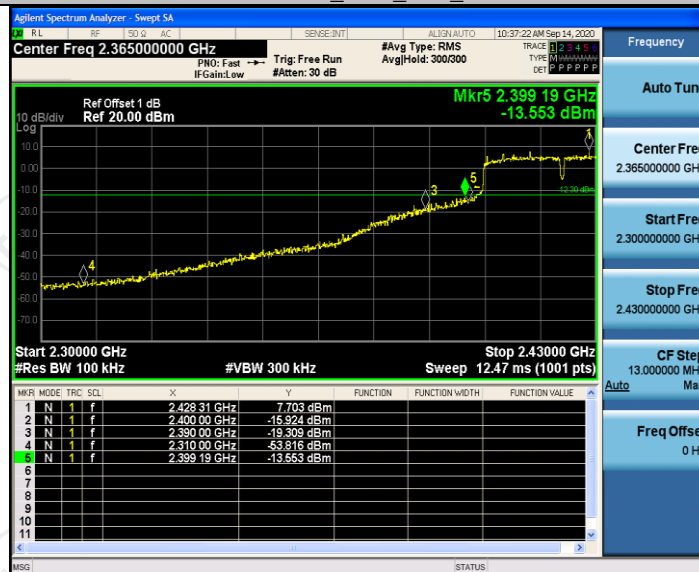 Agilent Spectrum Analyzer - Swept SA
RL RF 50 Ω AC SENSE:INT ALIGN AUTO 10:37:22 AM Sep 14, 2020
Center Freq 2.365000000 GHz
PNO: Fast Trig: Free Run #Avg Type: RMS TRACE 1 2 3 4 5 6
IFGain:Low #Atten: 30 dB Avg|Hold: 300/300 TYPE M
DET P P P P P P
Frequency
Auto Tun
Center Fre
2.365000000 GH
Start Fre
2.300000000 GH
Stop Fre
2.430000000 GH
CF Step
13.000000 MH
Auto Ma
Freq Offse
0 H
Mkr5 2.399 19 GHz
-13.553 dBm
Ref Offset 1 dB
10 dB/div Ref 20.00 dBm
Log
10.0
0.00
-10.0
-20.0
-30.0
-40.0
-50.0
-60.0
-70.0
1
3
5
4
-12.30 dBm
Start 2.30000 GHz Stop 2.43000 GHz
#Res BW 100 kHz #VBW 300 kHz Sweep 12.47 ms (1001 pts)
MKR MODE TRC SCL X Y FUNCTION FUNCTION WIDTH FUNCTION VALUE
1 N 1 f 2.428 31 GHz 7.703 dBm
2 N 1 f 2.400 00 GHz -15.924 dBm
3 N 1 f 2.390 00 GHz -19.309 dBm
4 N 1 f 2.310 00 GHz -53.816 dBm
5 N 1 f 2.399 19 GHz -13.553 dBm
6
7
8
9
10
11
MSG STATUS